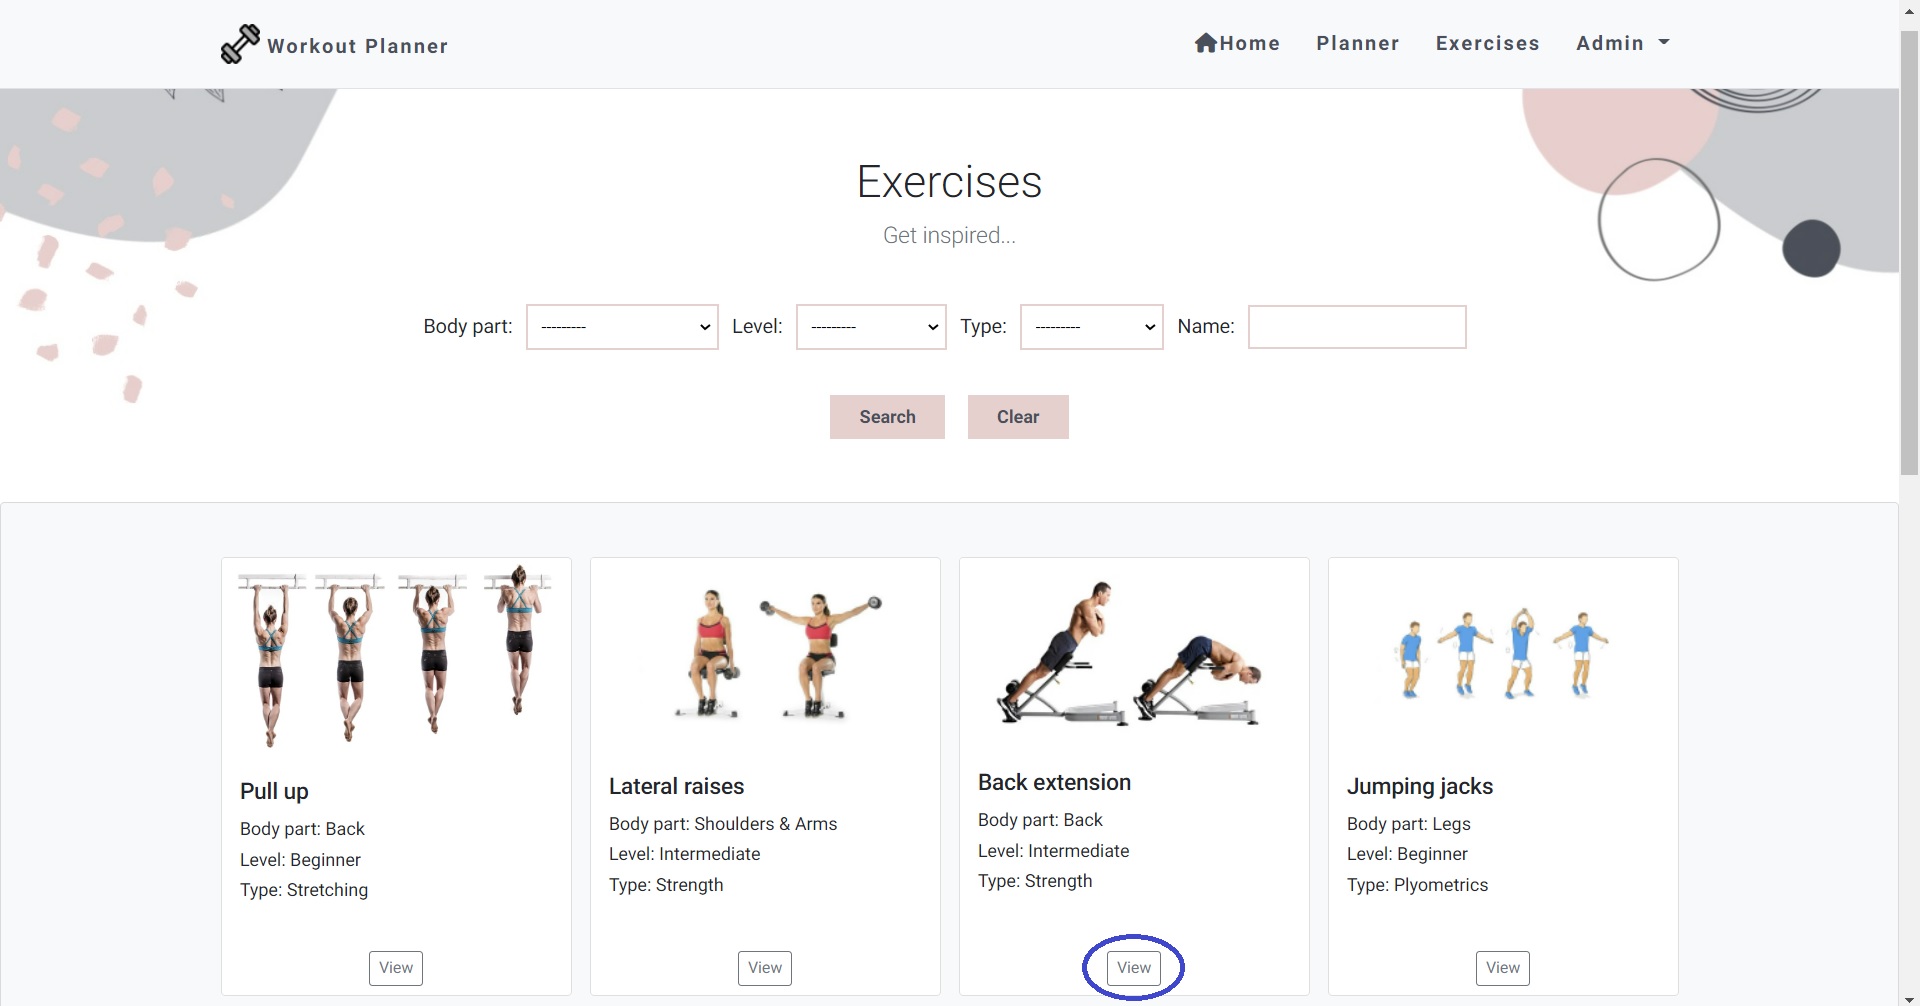 Workout Planner
Home Planner Exercises Admin
Exercises
Get inspired...
Body part: --------- Level: --------- Type: --------- Name:
Search Clear
Pull up
Body part: Back
Level: Beginner
Type: Stretching
View
Lateral raises
Body part: Shoulders & Arms
Level: Intermediate
Type: Strength
View
Back extension
Body part: Back
Level: Intermediate
Type: Strength
View
Jumping jacks
Body part: Legs
Level: Beginner
Type: Plyometrics
View